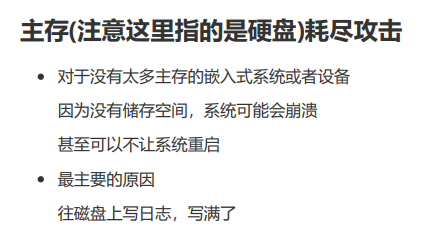 主存(注意这里指的是硬盘)耗尽攻击
对于没有太多主存的嵌入式系统或者设备
因为没有储存空间，系统可能会崩溃
甚至可以不让系统重启
最主要的原因
往磁盘上写日志，写满了